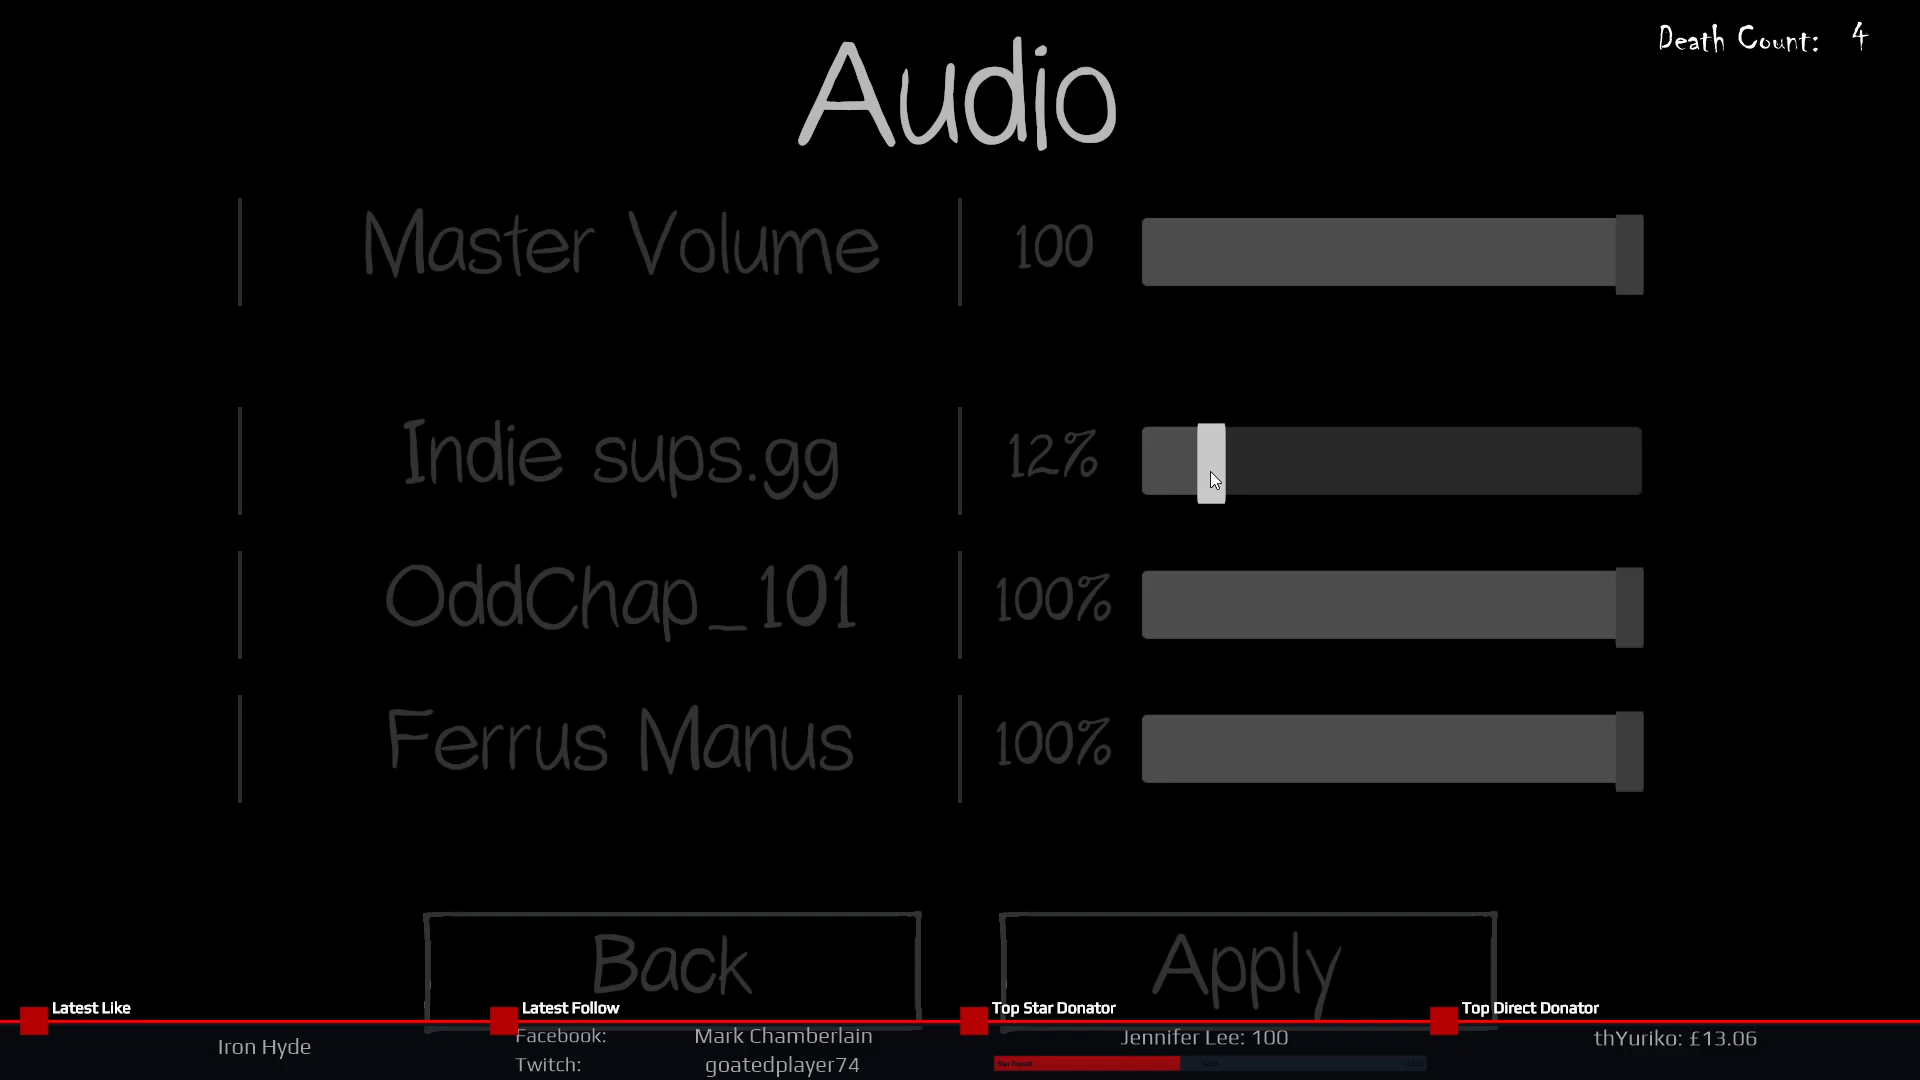 Death Count: 4
Audio
Master Volume 100
Indie sups.gg 12%
OddChap_101 100%
Ferrus Manus 100%
Back Apply
Latest Like Latest Follow Top Star Donator Top Direct Donator
Iron Hyde Facebook: Mark Chamberlain Jennifer Lee: 100 thYuriko: £13.06
Twitch: goatedplayer74